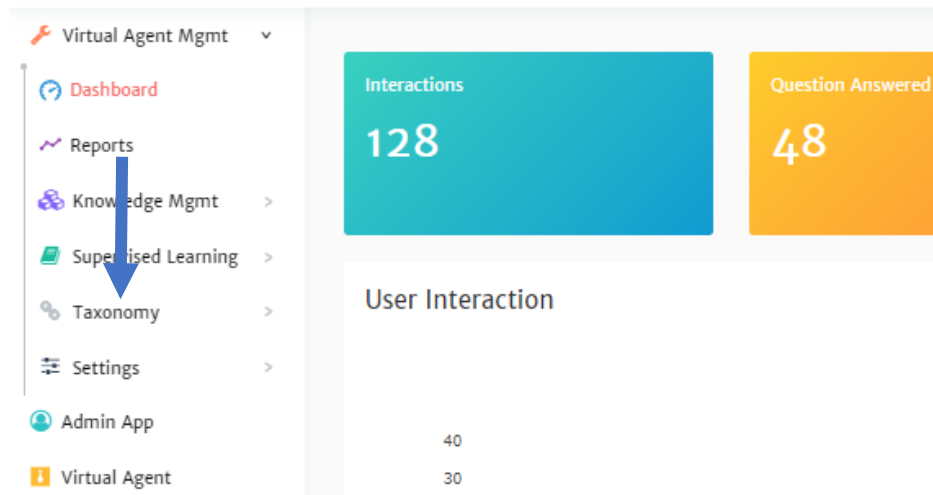 Virtual Agent Mgmt
Dashboard
Reports
Knowledge Mgmt
Supervised Learning
Taxonomy
Settings
Admin App
Virtual Agent
Interactions
128
Question Answered
48
User Interaction
40
30